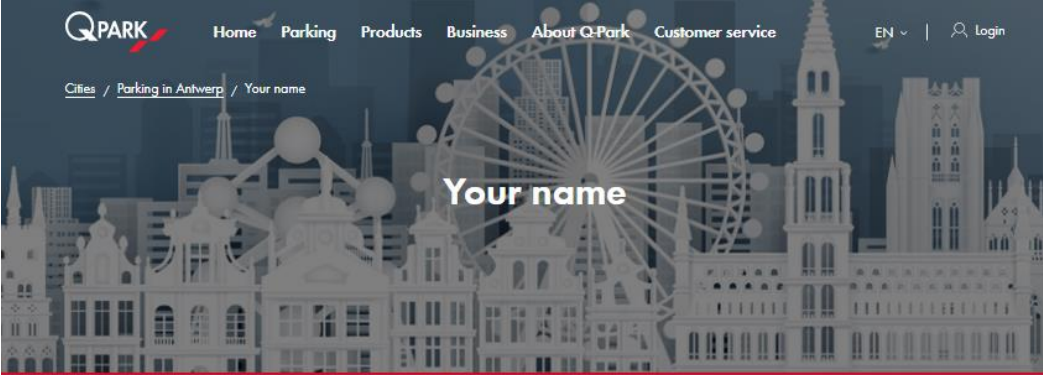 QPARK Home Parking Products Business About Q-Park Customer service EN | Login
Cities / Parking in Antwerp / Your name
Your name